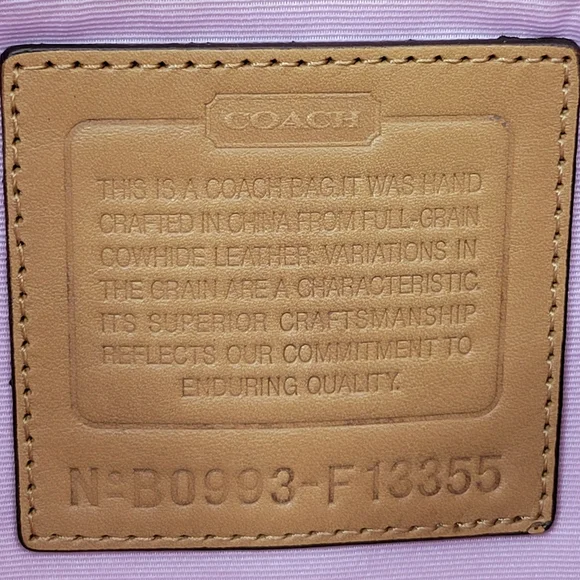 COACH
THIS IS A COACH BAG.IT WAS HAND
CRAFTED IN CHINA FROM FULL-GRAIN
COWHIDE LEATHER. VARIATIONS IN
THE GRAIN ARE A CHARACTERISTIC.
ITS SUPERIOR CRAFTSMANSHIP
REFLECTS OUR COMMITMENT TO
ENDURING QUALITY.
Nº B0993-F13355